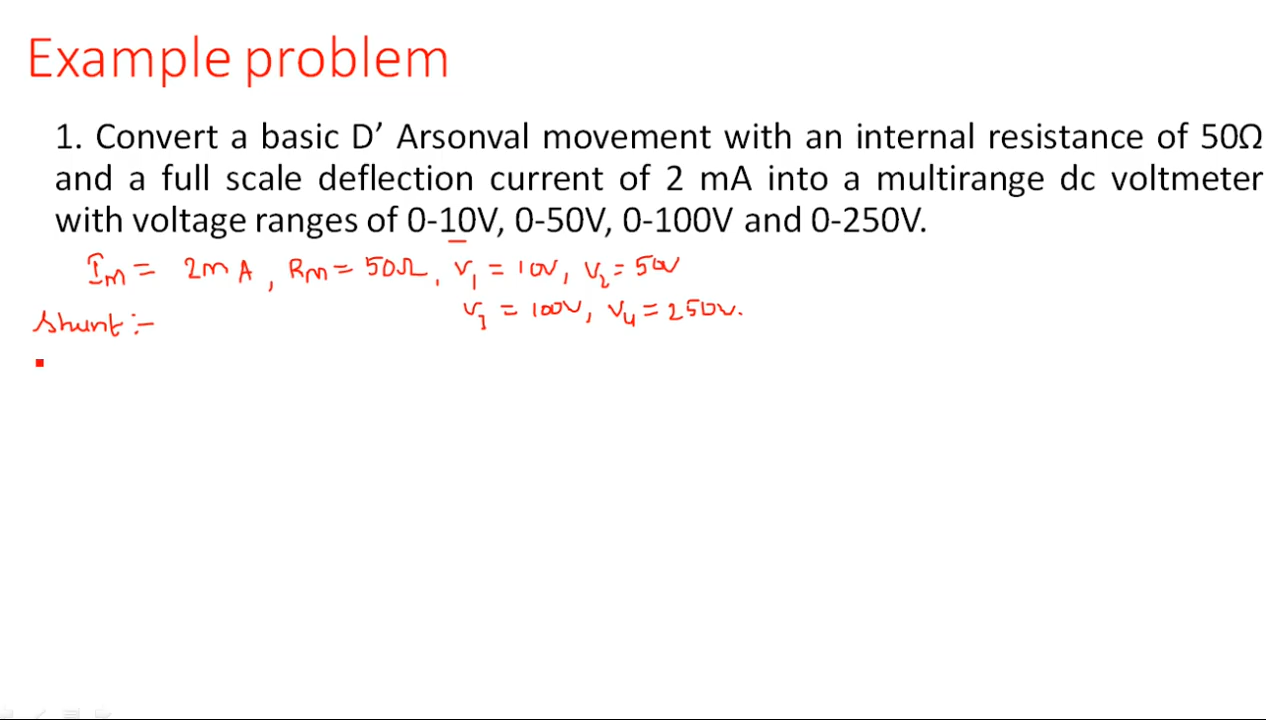 Example problem
1. Convert a basic D’ Arsonval movement with an internal resistance of 50Ω
and a full scale deflection current of 2 mA into a multirange dc voltmeter
with voltage ranges of 0-10V, 0-50V, 0-100V and 0-250V.
Im = 2mA, Rm = 50Ω, V1 = 10V, V2 = 50V
V3 = 100V, V4 = 250V.
Shunt :-